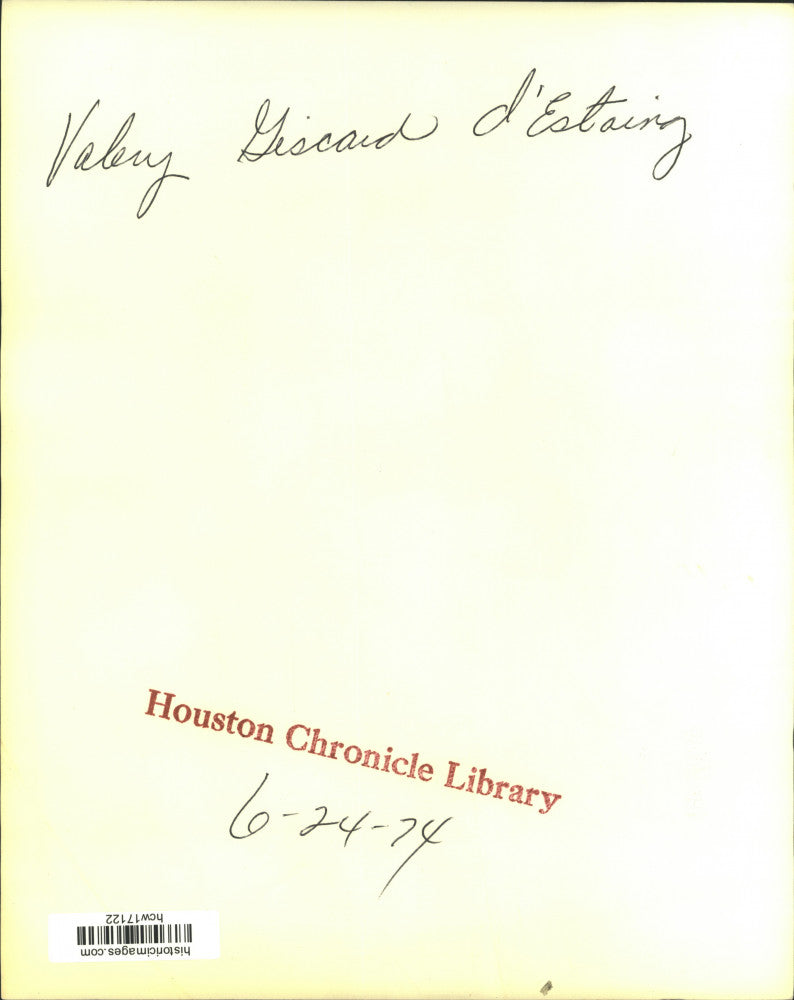 Valery Giscard d'Estaing
Houston Chronicle Library
6-24-74
historicimages.com
hcw17122